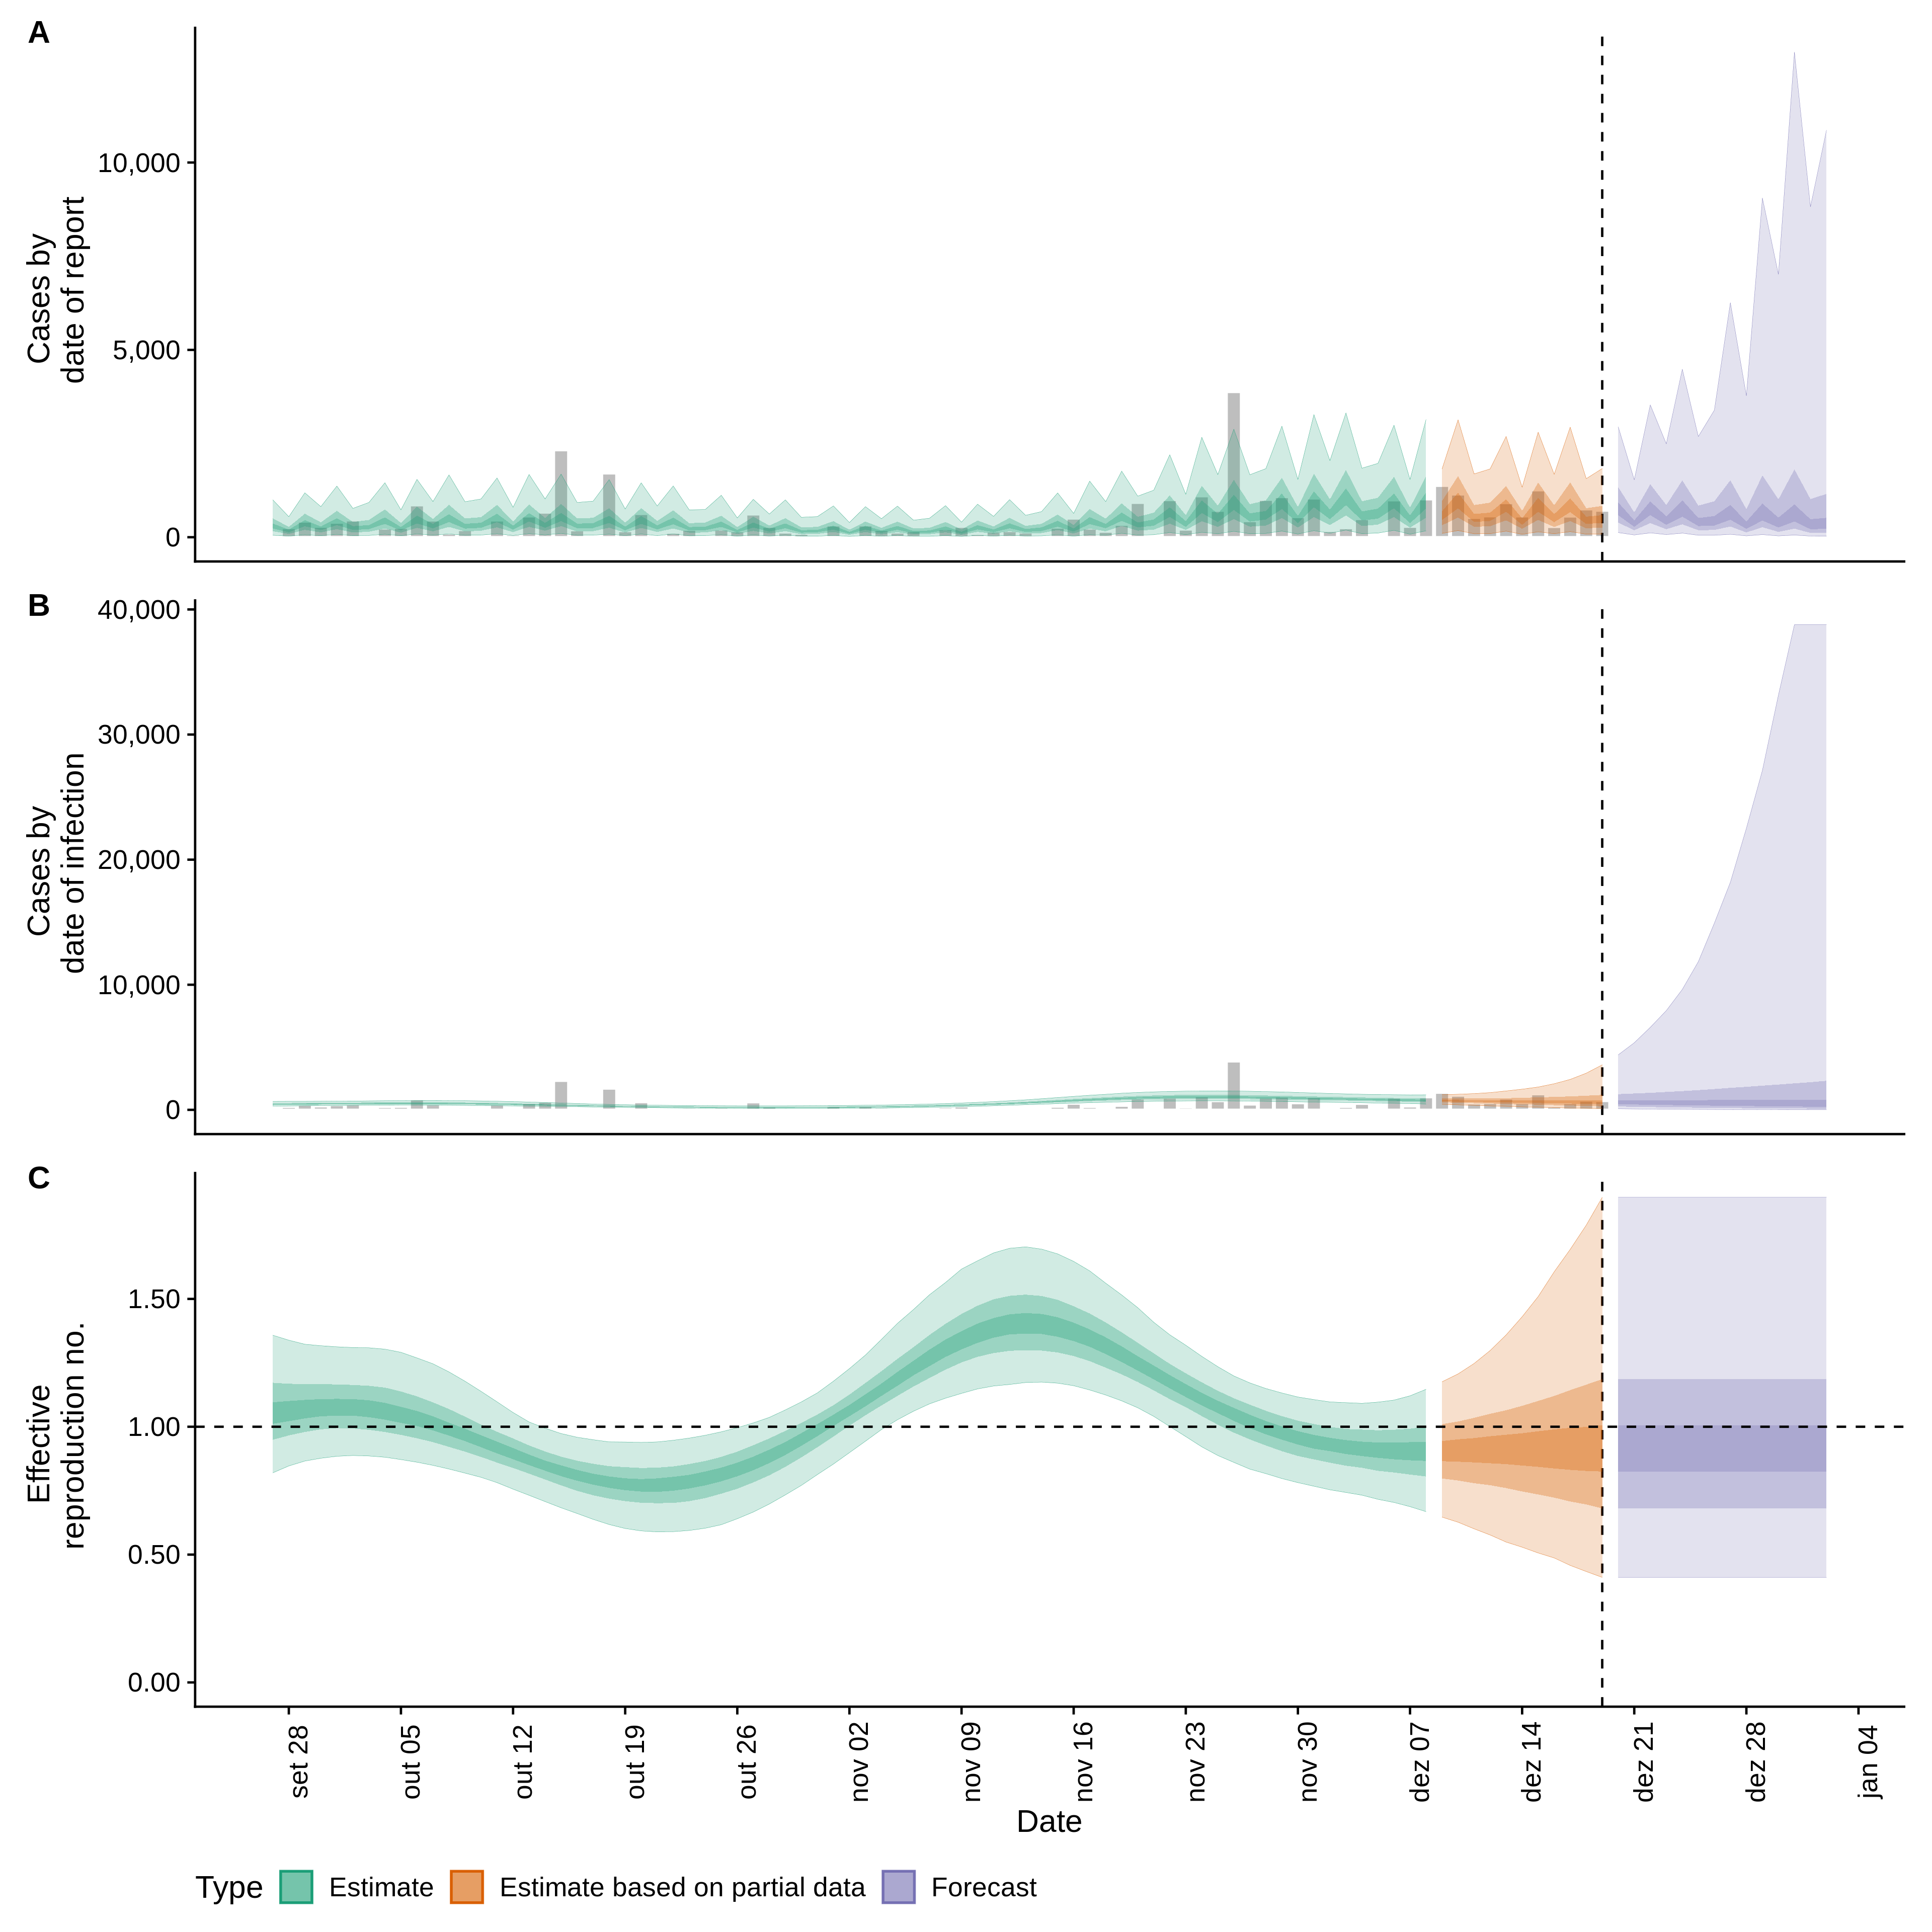 A
Cases by
date of report
10,000
5,000
0
B
Cases by
date of infection
40,000
30,000
20,000
10,000
0
C
Effective
reproduction no.
1.50
1.00
0.50
0.00
set 28
out 05
out 12
out 19
out 26
nov 02
nov 09
nov 16
nov 23
nov 30
dez 07
dez 14
dez 21
dez 28
jan 04
Date
Type Estimate Estimate based on partial data Forecast